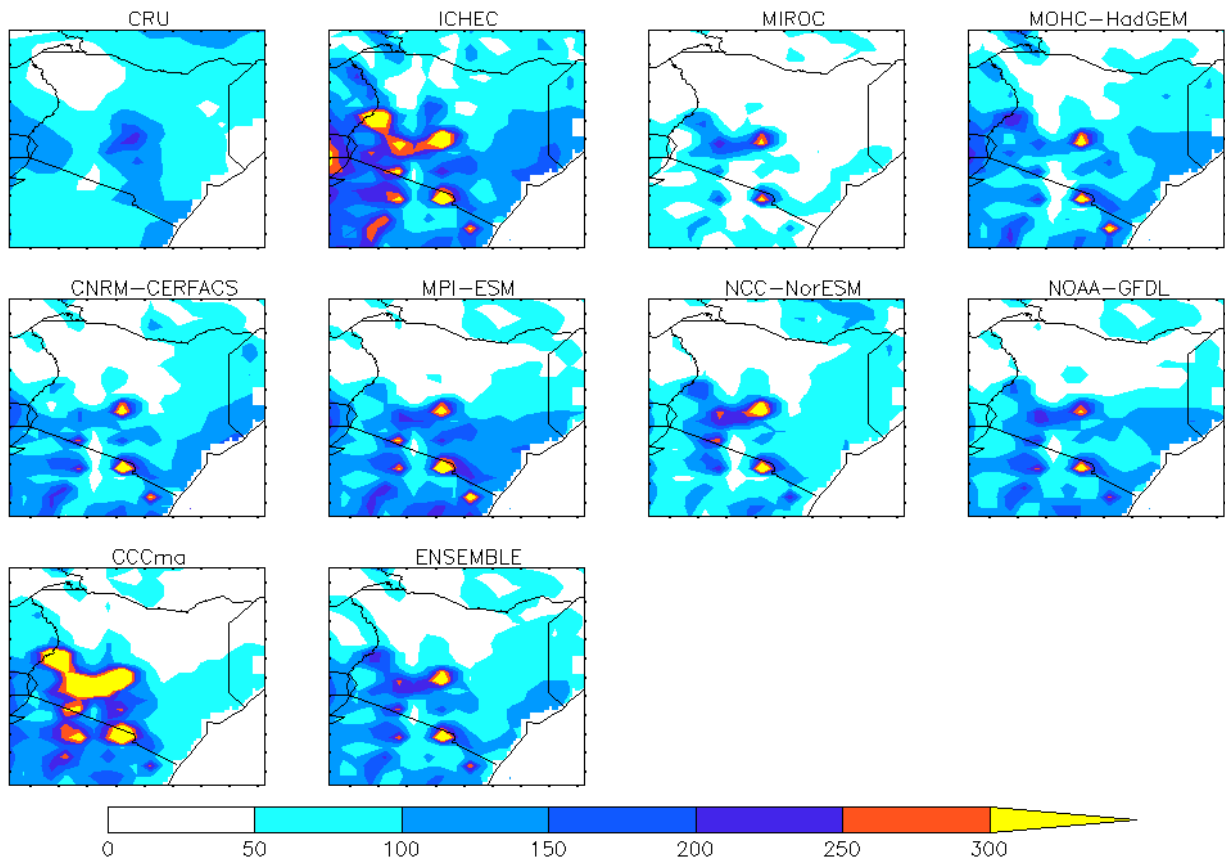 CRU ICHEC MIROC MOHC-HadGEM
CNRM-CERFACS MPI-ESM NCC-NorESM NOAA-GFDL
CCCma ENSEMBLE
0 50 100 150 200 250 300